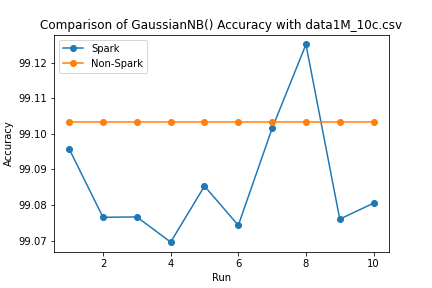 Comparison of GaussianNB() Accuracy with data1M_10c.csv
Spark
Non-Spark
99.12
99.11
99.10
99.09
99.08
99.07
Accuracy
2 4 6 8 10
Run